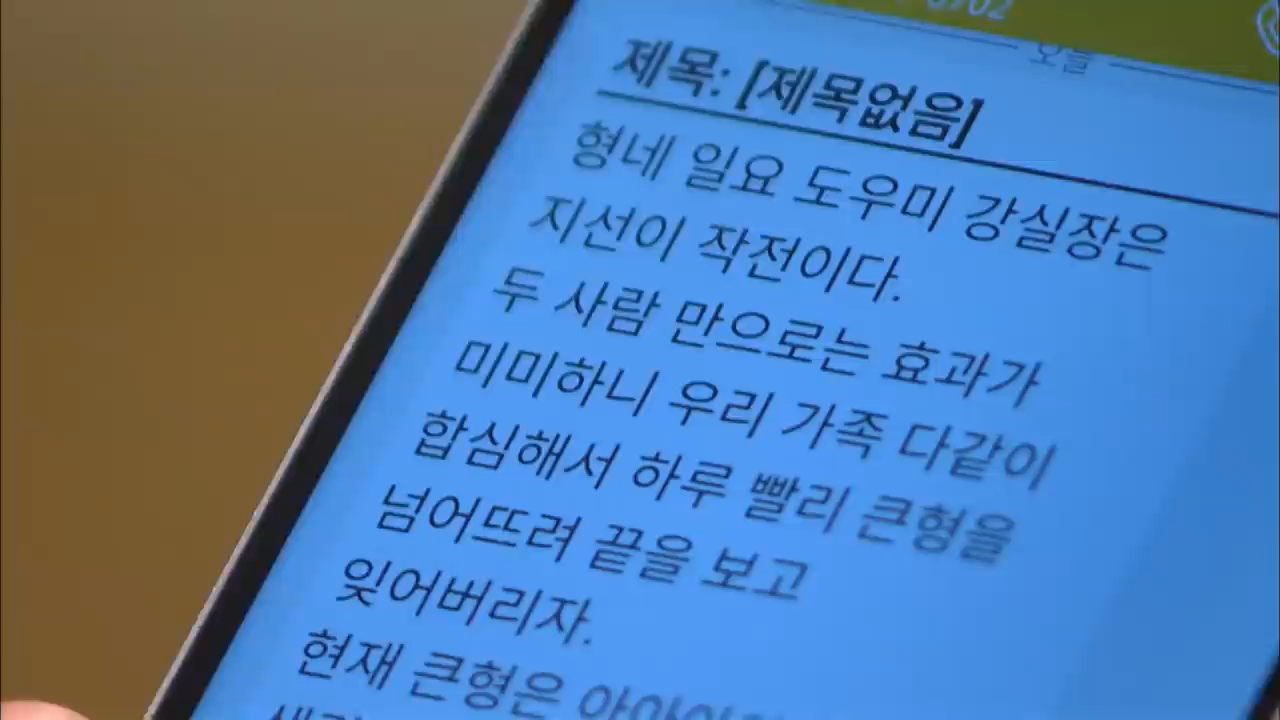 오늘
제목: [제목없음]
형네 일요 도우미 강실장은
지선이 작전이다.
두 사람 만으로는 효과가
미미하니 우리 가족 다같이
합심해서 하루 빨리 큰형을
넘어뜨려 끝을 보고
잊어버리자.
현재 큰형은